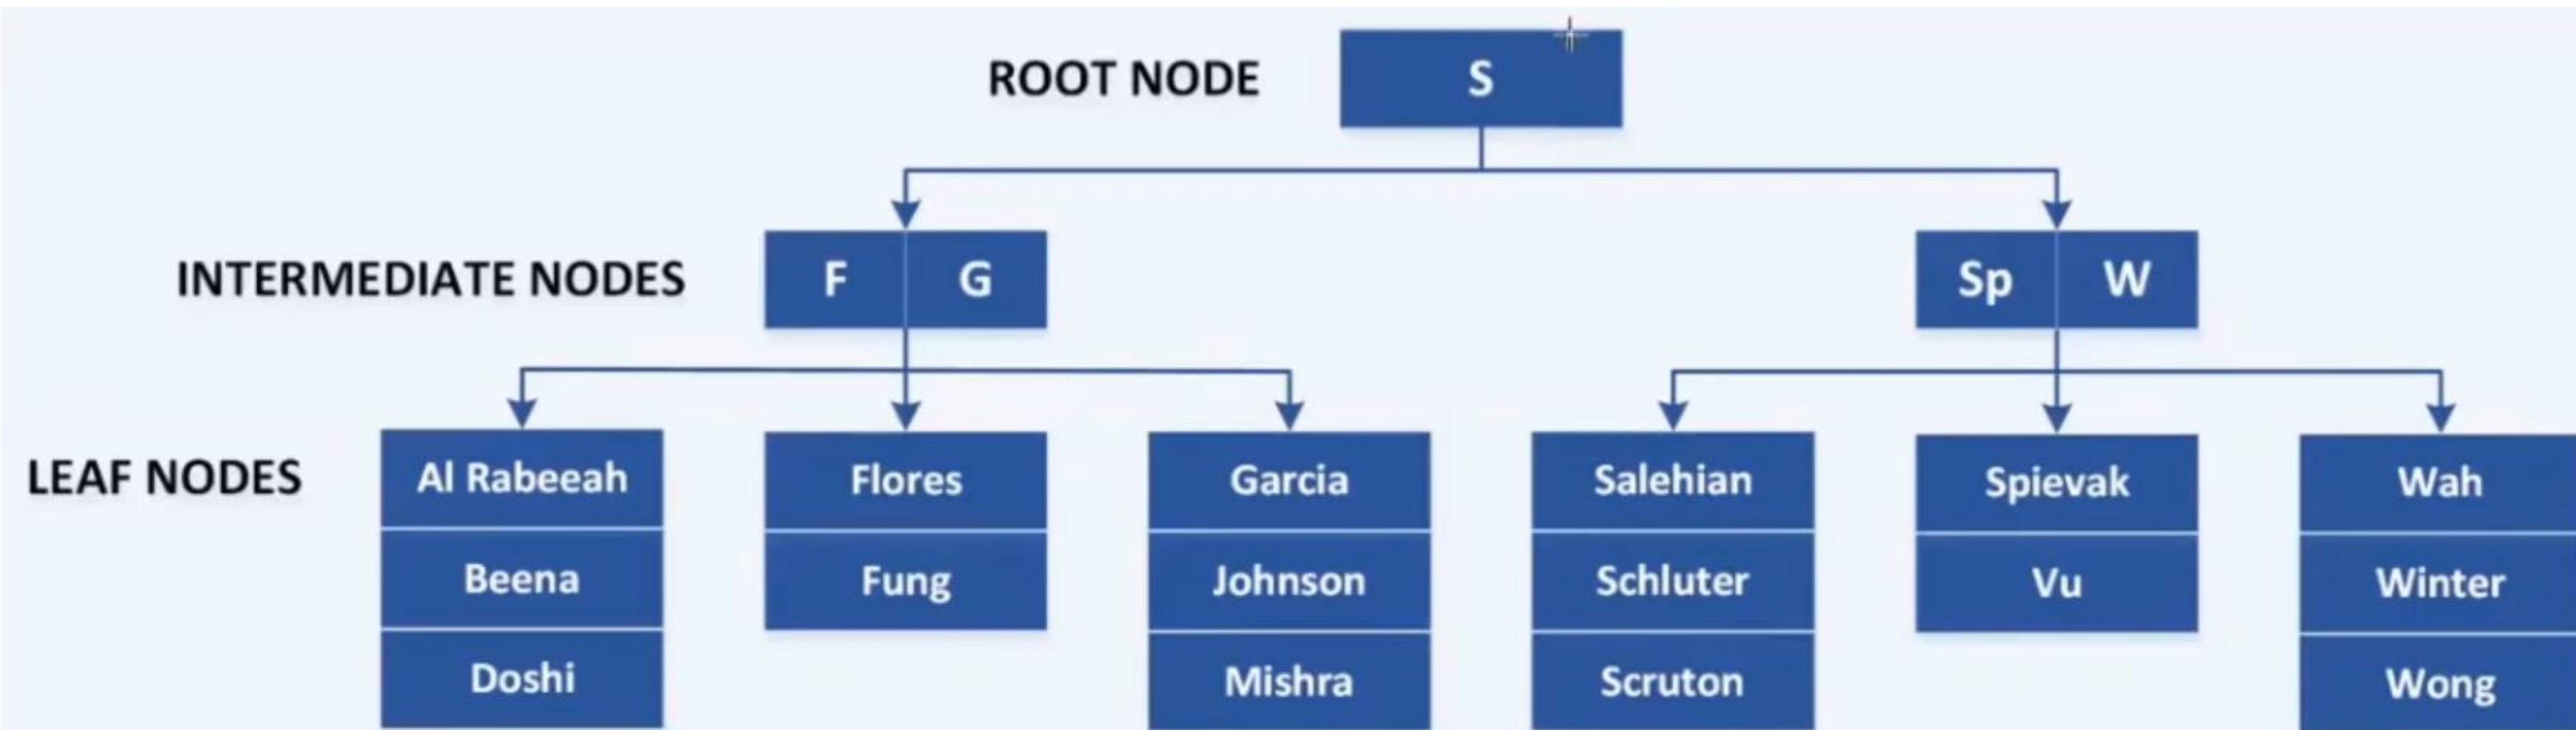 ROOT NODE S
INTERMEDIATE NODES F G Sp W
LEAF NODES Al Rabeeah Flores Garcia Salehian Spievak Wah
Beena Fung Johnson Schluter Vu Winter
Doshi Mishra Scruton Wong